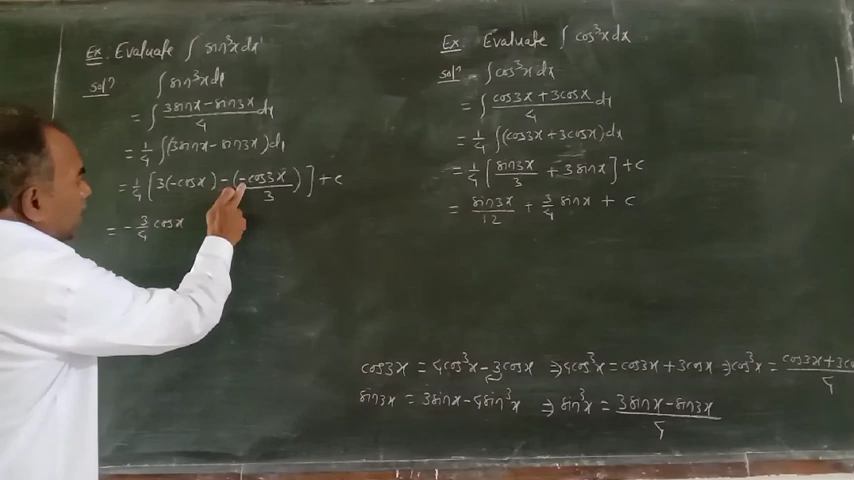 Ex. Evaluate ∫ sin³x dx
Solⁿ ∫ sin³x dx
= ∫ (3sinx - sin3x)/4 dx
= 1/4 ∫(3sinx - sin3x) dx
= 1/4 [3(-cosx) - (-cos3x/3)] + c
= - 3/4 cosx
Ex. Evaluate ∫ cos³x dx
Solⁿ - ∫ cos³x dx
= ∫ (cos3x + 3cosx)/4 dx
= 1/4 ∫(cos3x + 3cosx) dx
= 1/4 [sin3x/3 + 3sinx] + c
= sin3x/12 + 3/4 sinx + c
cos3x = 4cos³x - 3cosx ⇒ 4cos³x = cos3x + 3cosx ⇒ cos³x = (cos3x + 3co/4
sin3x = 3sinx - 4sin³x ⇒ sin³x = (3sinx - sin3x)/4